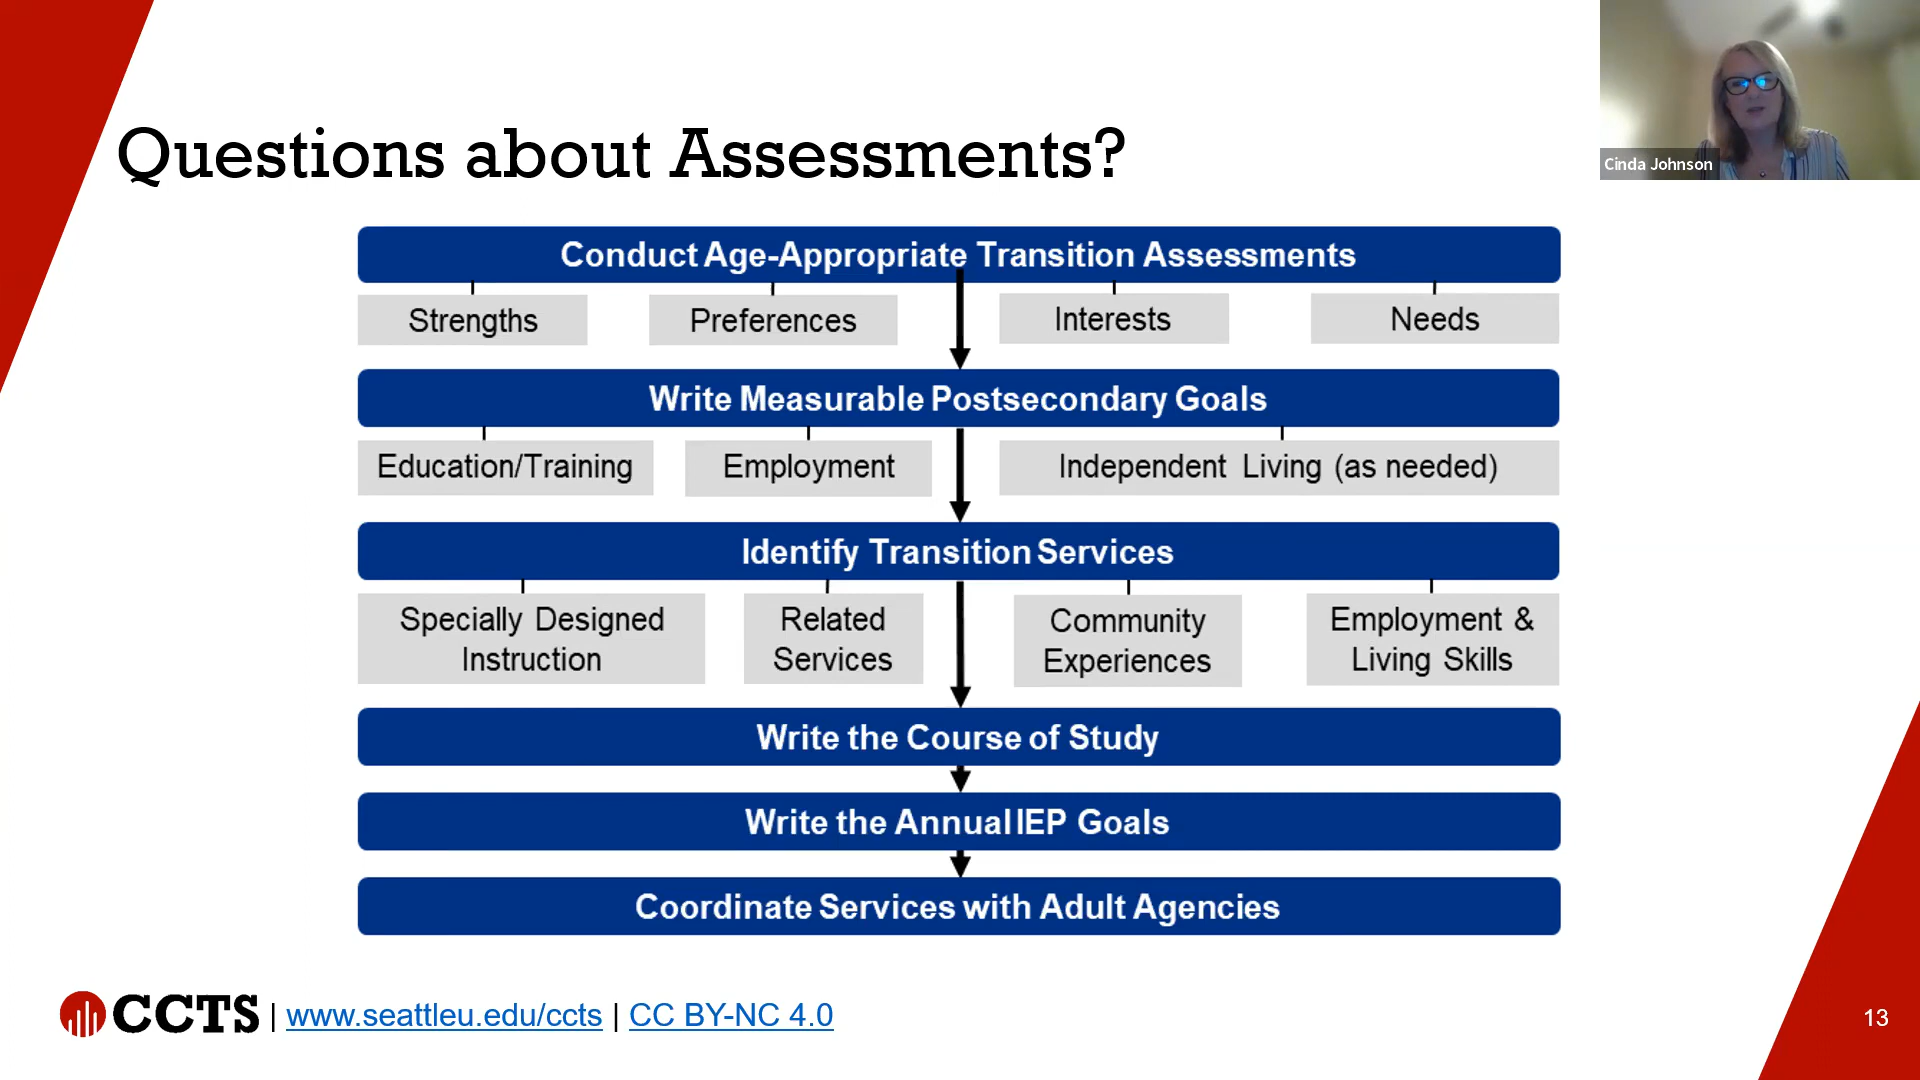 Cinda Johnson
Questions about Assessments?
Conduct Age-Appropriate Transition Assessments
Strengths
Preferences
Interests
Needs
Write Measurable Postsecondary Goals
Education/Training
Employment
Independent Living (as needed)
Identify Transition Services
Specially Designed
Instruction
Related
Services
Community
Experiences
Employment &
Living Skills
Write the Course of Study
Write the Annual IEP Goals
Coordinate Services with Adult Agencies
CCTS | www.seattleu.edu/ccts | CC BY-NC 4.0
13